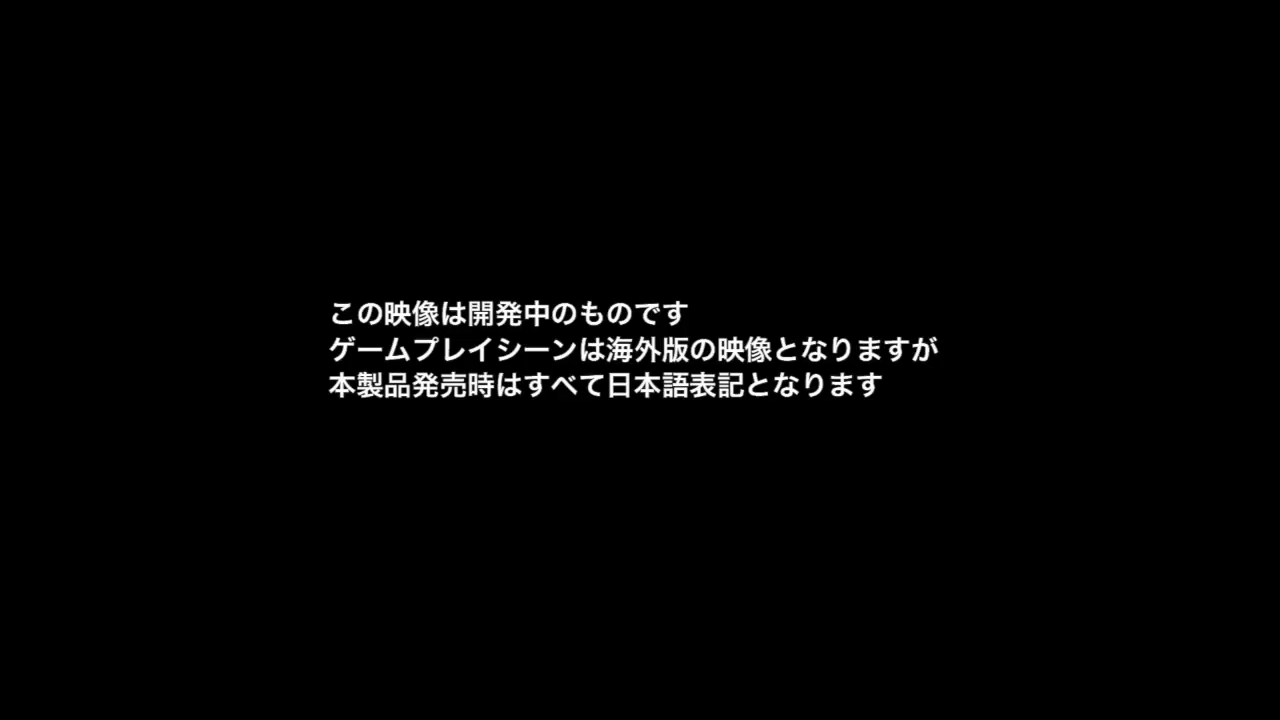 この映像は開発中のものです
ゲームプレイシーンは海外版の映像となりますが
本製品発売時はすべて日本語表記となります